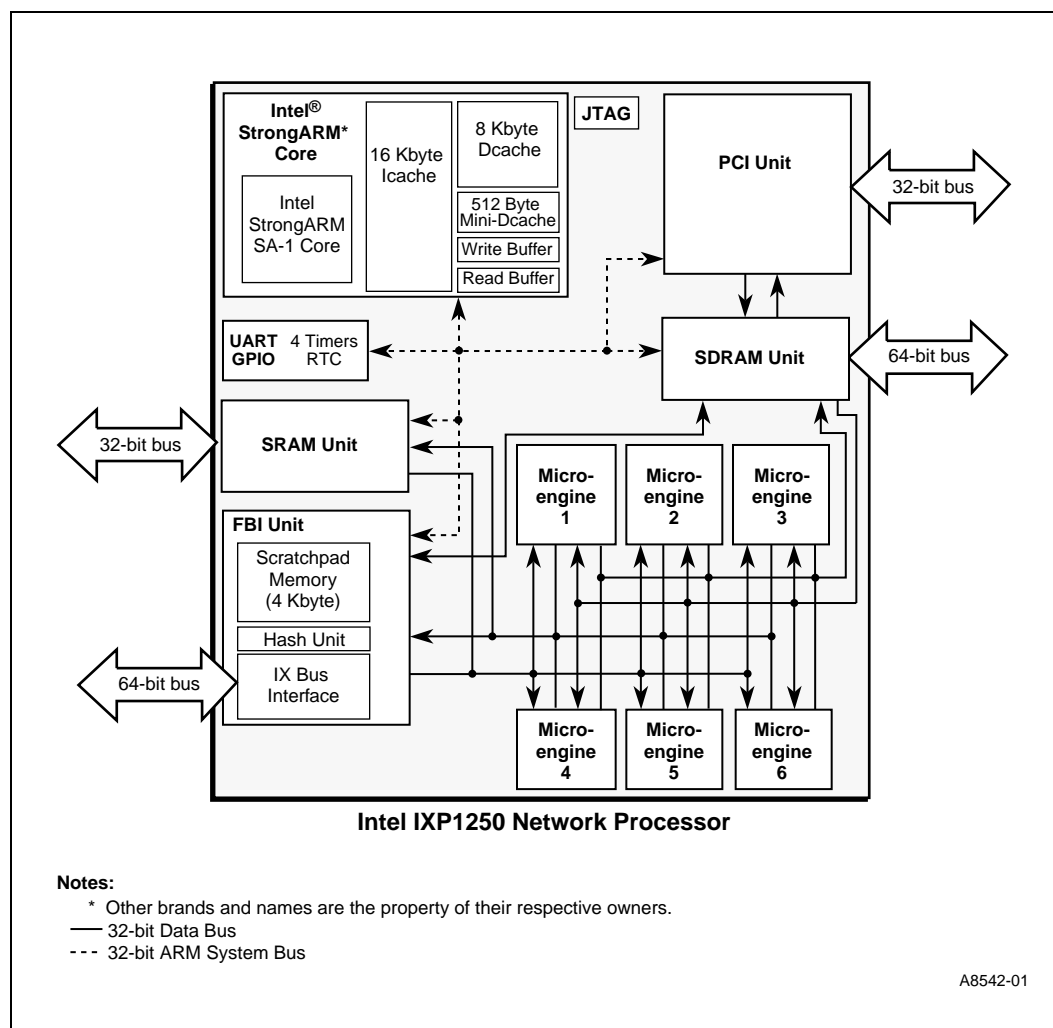 Intel®
StrongARM*
Core
Intel
StrongARM
SA-1 Core
16 Kbyte
Icache
8 Kbyte
Dcache
512 Byte
Mini-Dcache
Write Buffer
Read Buffer
JTAG
PCI Unit
32-bit bus
UART 4 Timers
GPIO RTC
SDRAM Unit
64-bit bus
32-bit bus
SRAM Unit
Micro-
engine
1
Micro-
engine
2
Micro-
engine
3
FBI Unit
Scratchpad
Memory
(4 Kbyte)
Hash Unit
IX Bus
Interface
64-bit bus
Micro-
engine
4
Micro-
engine
5
Micro-
engine
6
Intel IXP1250 Network Processor
Notes:
* Other brands and names are the property of their respective owners.
32-bit Data Bus
32-bit ARM System Bus
A8542-01